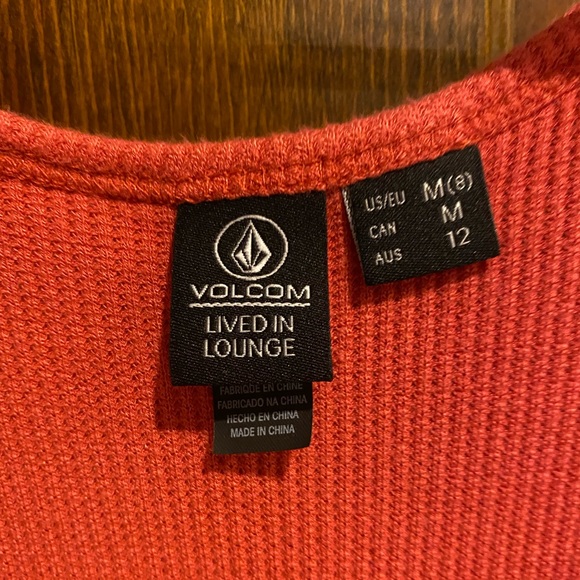 VOLCOM
LIVED IN
LOUNGE
FABRIQUÉ EN CHINE
FABRICADO NA CHINA
HECHO EN CHINA
MADE IN CHINA
US/EU M(8)
CAN M
AUS 12